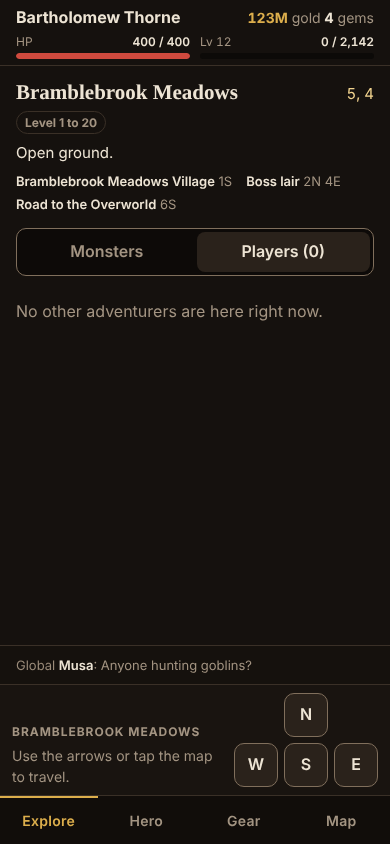 Bartholomew Thorne 123M gold 4 gems
HP 400 / 400 Lv 12 0 / 2,142
Bramblebrook Meadows 5, 4
Level 1 to 20
Open ground.
Bramblebrook Meadows Village 1S Boss lair 2N 4E
Road to the Overworld 6S
Monsters Players (0)
No other adventurers are here right now.
Global Musa: Anyone hunting goblins?
N
BRAMBLEBROOK MEADOWS
Use the arrows or tap the map
to travel.
W S E
Explore Hero Gear Map